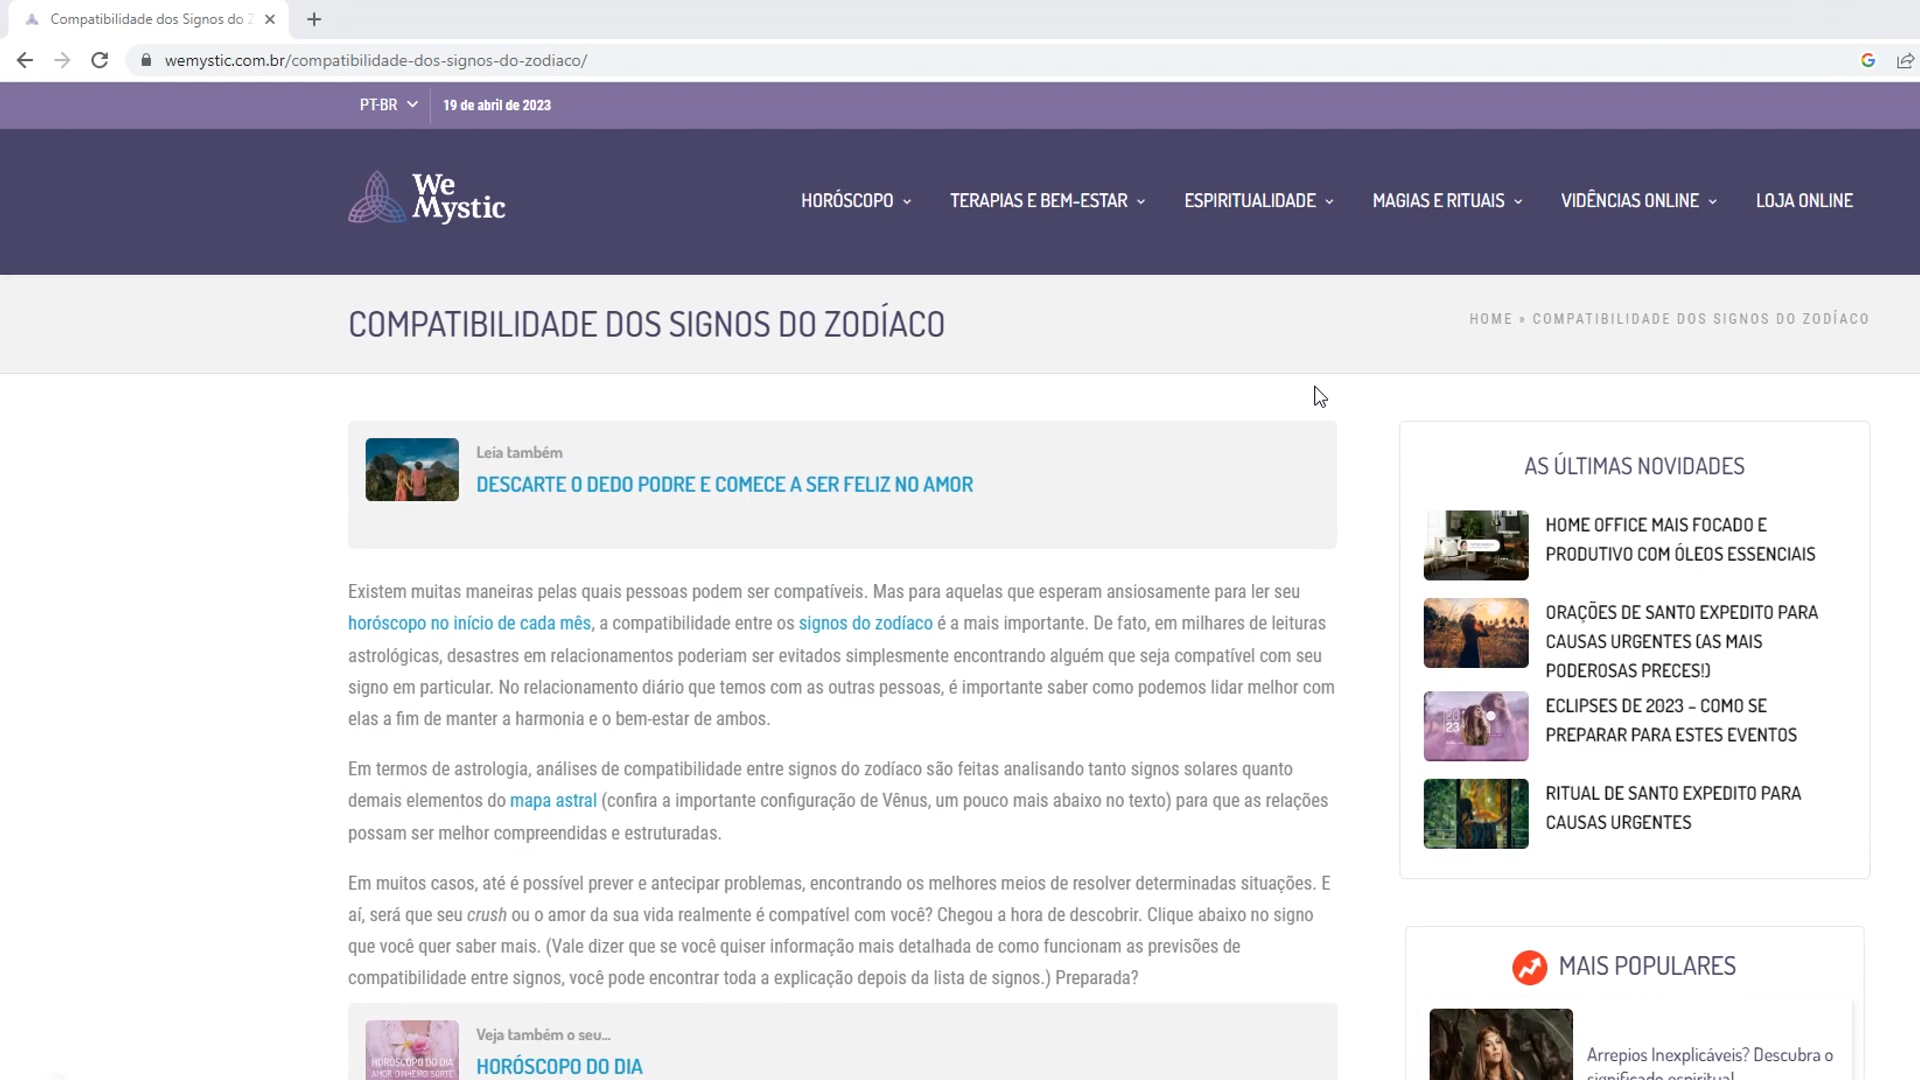 Compatibilidade dos Signos do Z
wemystic.com.br/compatibilidade-dos-signos-do-zodiaco/
PT-BR
19 de abril de 2023
We
Mystic
HORÓSCOPO
TERAPIAS E BEM-ESTAR
ESPIRITUALIDADE
MAGIAS E RITUAIS
VIDÊNCIAS ONLINE
LOJA ONLINE
COMPATIBILIDADE DOS SIGNOS DO ZODÍACO
HOME » COMPATIBILIDADE DOS SIGNOS DO ZODÍACO
Leia também
DESCARTE O DEDO PODRE E COMECE A SER FELIZ NO AMOR
Existem muitas maneiras pelas quais pessoas podem ser compatíveis. Mas para aquelas que esperam ansiosamente para ler seu
horóscopo no início de cada mês, a compatibilidade entre os signos do zodíaco é a mais importante. De fato, em milhares de leituras
astrológicas, desastres em relacionamentos poderiam ser evitados simplesmente encontrando alguém que seja compatível com seu
signo em particular. No relacionamento diário que temos com as outras pessoas, é importante saber como podemos lidar melhor com
elas a fim de manter a harmonia e o bem-estar de ambos.
Em termos de astrologia, análises de compatibilidade entre signos do zodíaco são feitas analisando tanto signos solares quanto
demais elementos do mapa astral (confira a importante configuração de Vênus, um pouco mais abaixo no texto) para que as relações
possam ser melhor compreendidas e estruturadas.
Em muitos casos, até é possível prever e antecipar problemas, encontrando os melhores meios de resolver determinadas situações. E
aí, será que seu crush ou o amor da sua vida realmente é compatível com você? Chegou a hora de descobrir. Clique abaixo no signo
que você quer saber mais. (Vale dizer que se você quiser informação mais detalhada de como funcionam as previsões de
compatibilidade entre signos, você pode encontrar toda a explicação depois da lista de signos.) Preparada?
HORÓSCOPO DO DIA
AMOR DINHEIRO SORTE
Veja também o seu...
HORÓSCOPO DO DIA
AS ÚLTIMAS NOVIDADES
HOME OFFICE MAIS FOCADO E
PRODUTIVO COM ÓLEOS ESSENCIAIS
ORAÇÕES DE SANTO EXPEDITO PARA
CAUSAS URGENTES (AS MAIS
PODEROSAS PRECES!)
ECLIPSES DE 2023 – COMO SE
PREPARAR PARA ESTES EVENTOS
RITUAL DE SANTO EXPEDITO PARA
CAUSAS URGENTES
MAIS POPULARES
Arrepios Inexplicáveis? Descubra o
significado espiritual